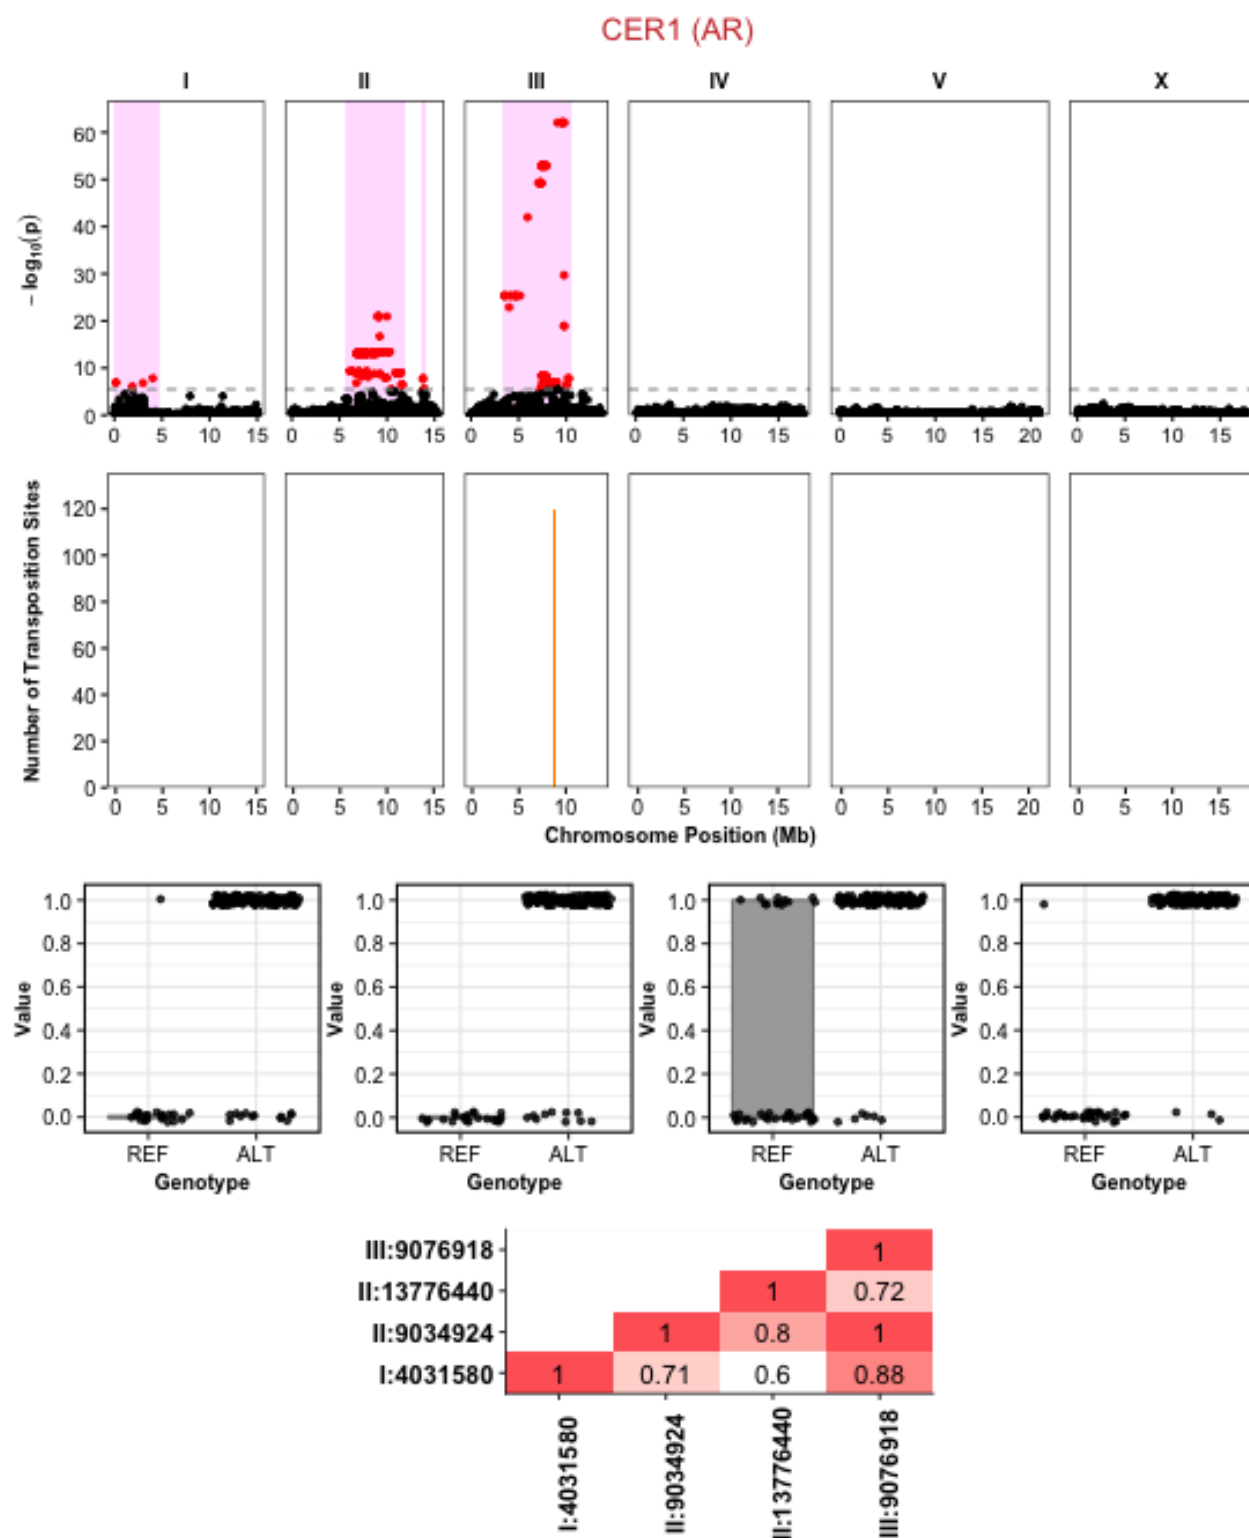 CER1 (AR)
I II III IV V X
− log10(p)
60
50
40
30
20
10
0
0 5 10 15 0 5 10 15 0 5 10 0 5 10 15 0 5 10 15 20 0 5 10 15
Number of Transposition Sites
120
100
80
60
40
20
0
0 5 10 15 0 5 10 15 0 5 10 0 5 10 15 0 5 10 15 20 0 5 10 15
Chromosome Position (Mb)
Value Value Value Value
1.0 1.0 1.0 1.0
0.8 0.8 0.8 0.8
0.6 0.6 0.6 0.6
0.4 0.4 0.4 0.4
0.2 0.2 0.2 0.2
0.0 0.0 0.0 0.0
REF ALT REF ALT REF ALT REF ALT
Genotype Genotype Genotype Genotype
III:9076918 1
II:13776440 1 0.72
II:9034924 1 0.8 1
I:4031580 1 0.71 0.6 0.88
I:4031580
II:9034924
II:13776440
III:9076918